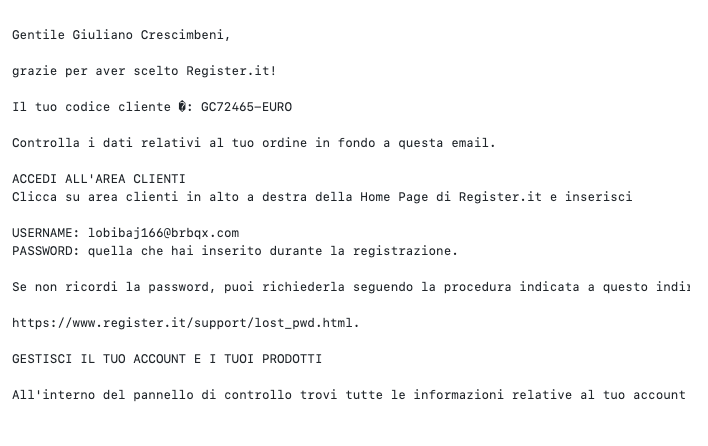 Gentile Giuliano Crescimbeni,
grazie per aver scelto Register.it!
Il tuo codice cliente �: GC72465-EURO
Controlla i dati relativi al tuo ordine in fondo a questa email.
ACCEDI ALL'AREA CLIENTI
Clicca su area clienti in alto a destra della Home Page di Register.it e inserisci
USERNAME: lobibaj166@brbqx.com
PASSWORD: quella che hai inserito durante la registrazione.
Se non ricordi la password, puoi richiederla seguendo la procedura indicata a questo
https://www.register.it/support/lost_pwd.html.
GESTISCI IL TUO ACCOUNT E I TUOI PRODOTTI
All'interno del pannello di controllo trovi tutte le informazioni relative al tuo account